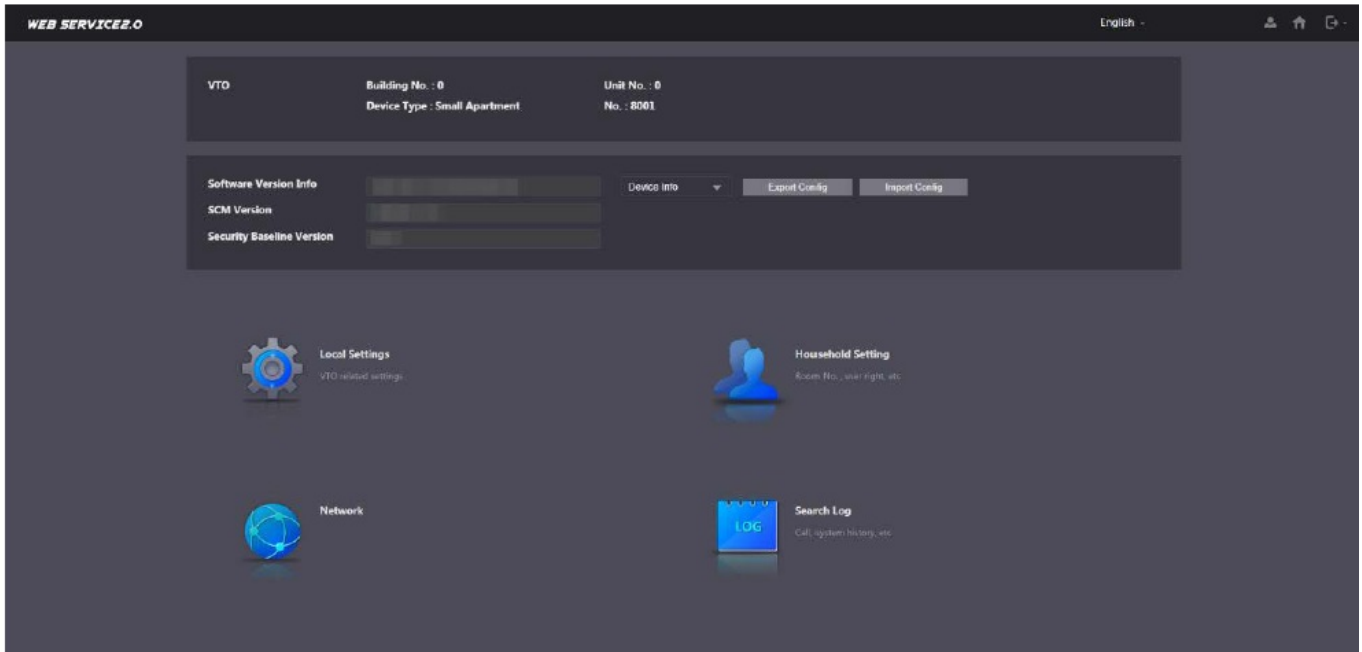 WEB SERVICE2.0
English
VTO
Building No. : 0
Unit No. : 0
Device Type : Small Apartment
No. : 8001
Software Version Info
Device Info
Export Config
Import Config
SCM Version
Security Baseline Version
Local Settings
VTO related settings
Household Setting
Room No., user right, etc
Network
Search Log
Call, system history, etc
LOG